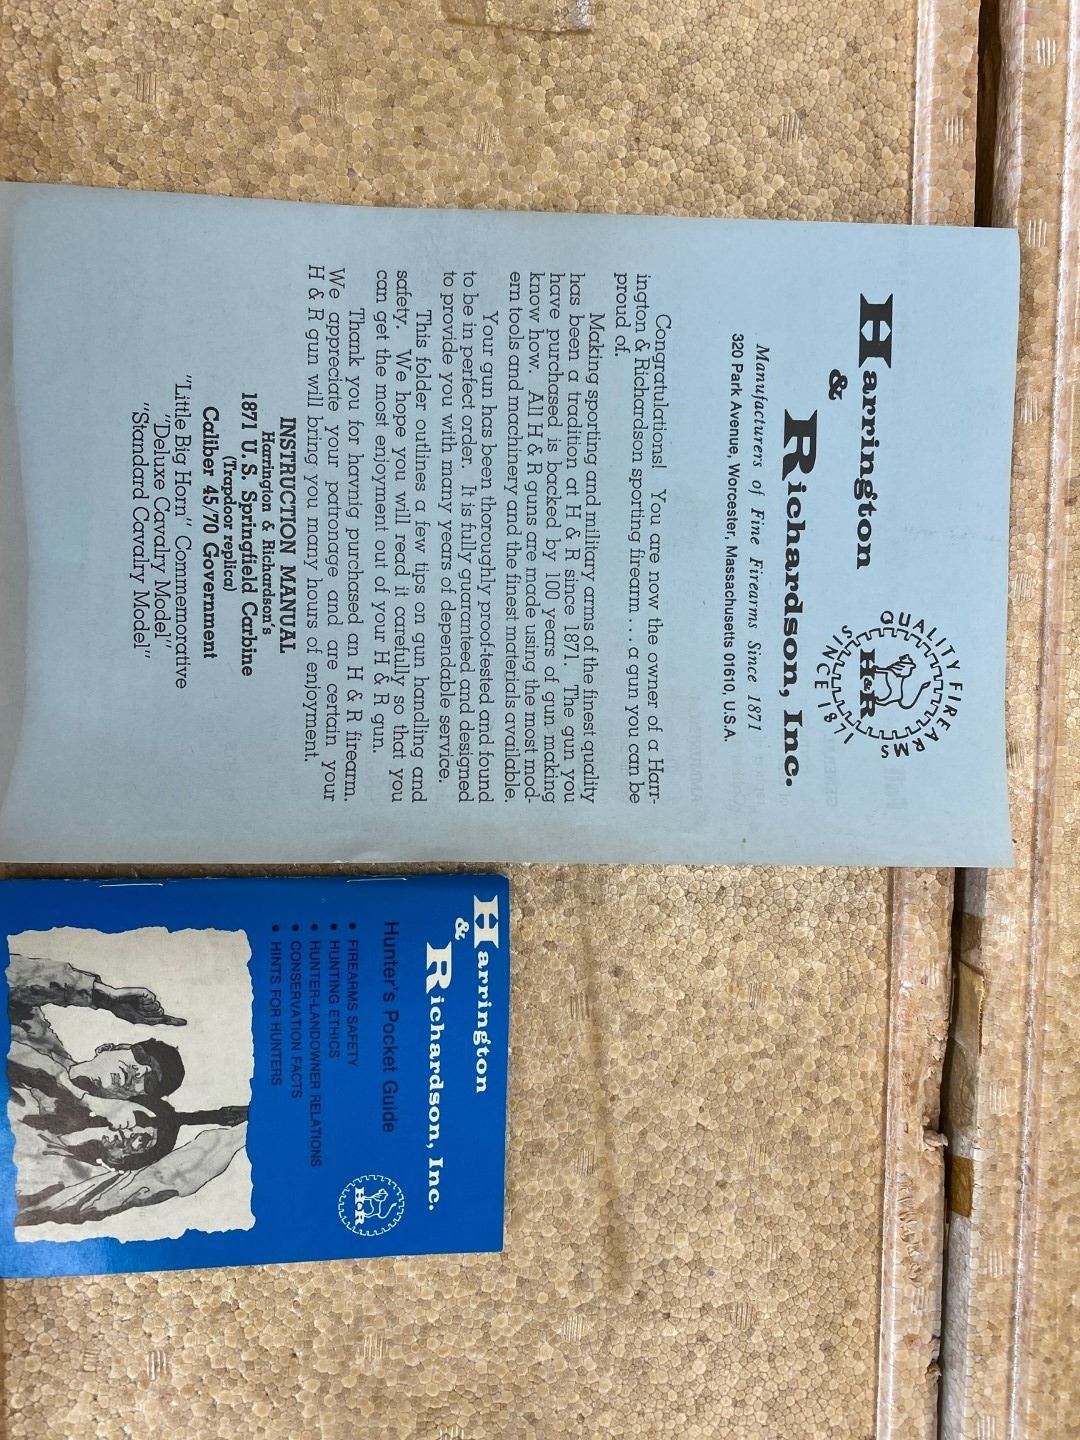 Harrington
& Richardson, Inc.
QUALITY FIREARMS
H&R
SINCE 1871
Manufacturers of Fine Firearms Since 1871
320 Park Avenue, Worcester, Massachusetts 01610, U.S.A.
Congratulations! You are now the owner of a Harr-
ington & Richardson sporting firearm . . . a gun you can be
proud of.
Making sporting and military arms of the finest quality
has been a tradition at H & R since 1871. The gun you
have purchased is backed by 100 years of gun making
know how. All H & R guns are made using the most mod-
ern tools and machinery and the finest materials available.
Your gun has been thoroughly proof-tested and found
to be in perfect order. It is fully guaranteed and designed
to provide you with many years of dependable service.
This folder outlines a few tips on gun handling and
safety. We hope you will read it carefully so that you
can get the most enjoyment out of your H & R gun.
Thank you for havnig purchased an H & R firearm.
We appreciate your patronage and are certain your
H & R gun will bring you many hours of enjoyment.
INSTRUCTION MANUAL
Harrington & Richardson's
1871 U. S. Springfield Carbine
(Trapdoor replica)
Caliber 45/70 Government
"Little Big Horn" Commemorative
"Deluxe Cavalry Model"
"Standard Cavalry Model"
Harrington
& Richardson, Inc.
H&R
Hunter's Pocket Guide
• FIREARMS SAFETY
• HUNTING ETHICS
• HUNTER-LANDOWNER RELATIONS
• CONSERVATION FACTS
• HINTS FOR HUNTERS